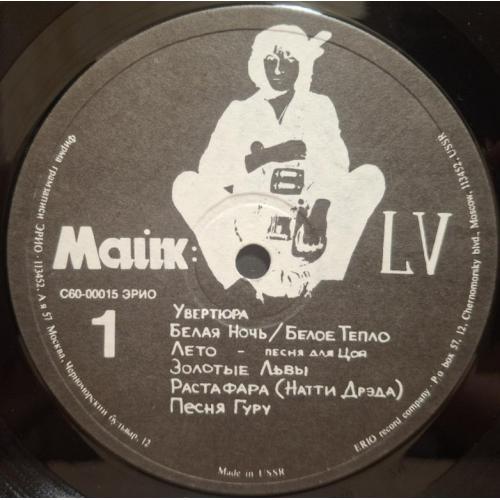 Майк:
LV
С60-00015 ЭРИО
1
Увертюра
Белая Ночь/Белое Тепло
Лето - песня для Цоя
Золотые Львы
Растафара (Натти Дрэда)
Песня Гуру
Made in USSR
Фирма грамзаписи ЭРИО · 113452, А я 57 Москва, Черноморский бульвар, 12
ERIO record company · P.o box 57, 12, Chernomorsky blvd., Moscow, 113452, USSR